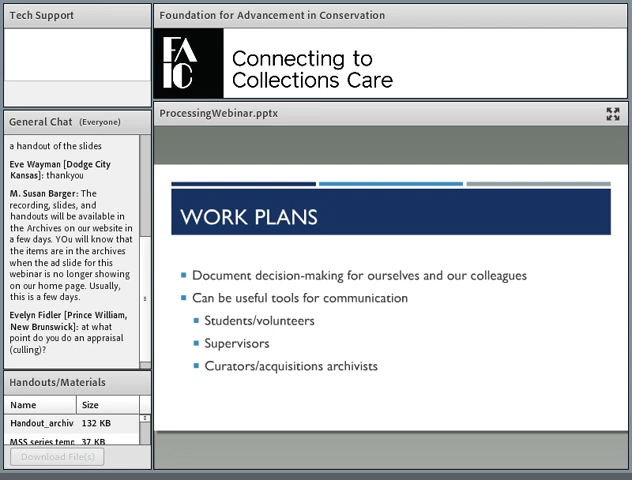 Tech Support
Foundation for Advancement in Conservation
FAIC
Connecting to
Collections Care
General Chat (Everyone)
a handout of the slides
Eve Wayman [Dodge City
Kansas]: thankyou
M. Susan Barger: The
recording, slides, and
handouts will be available in
the Archives on our website in
a few days. YOu will know that
the items are in the archives
when the ad slide for this
webinar is no longer showing
on our home page. Usually,
this is a few days.
Evelyn Fidler [Prince William,
New Brunswick]: at what
point do you do an appraisal
(culling)?
ProcessingWebinar.pptx
WORK PLANS
Document decision-making for ourselves and our colleagues
Can be useful tools for communication
Students/volunteers
Supervisors
Curators/acquisitions archivists
Handouts/Materials
Name Size
Handout_archiv 132 KB
MSS series temp 37 KB
Download File(s)